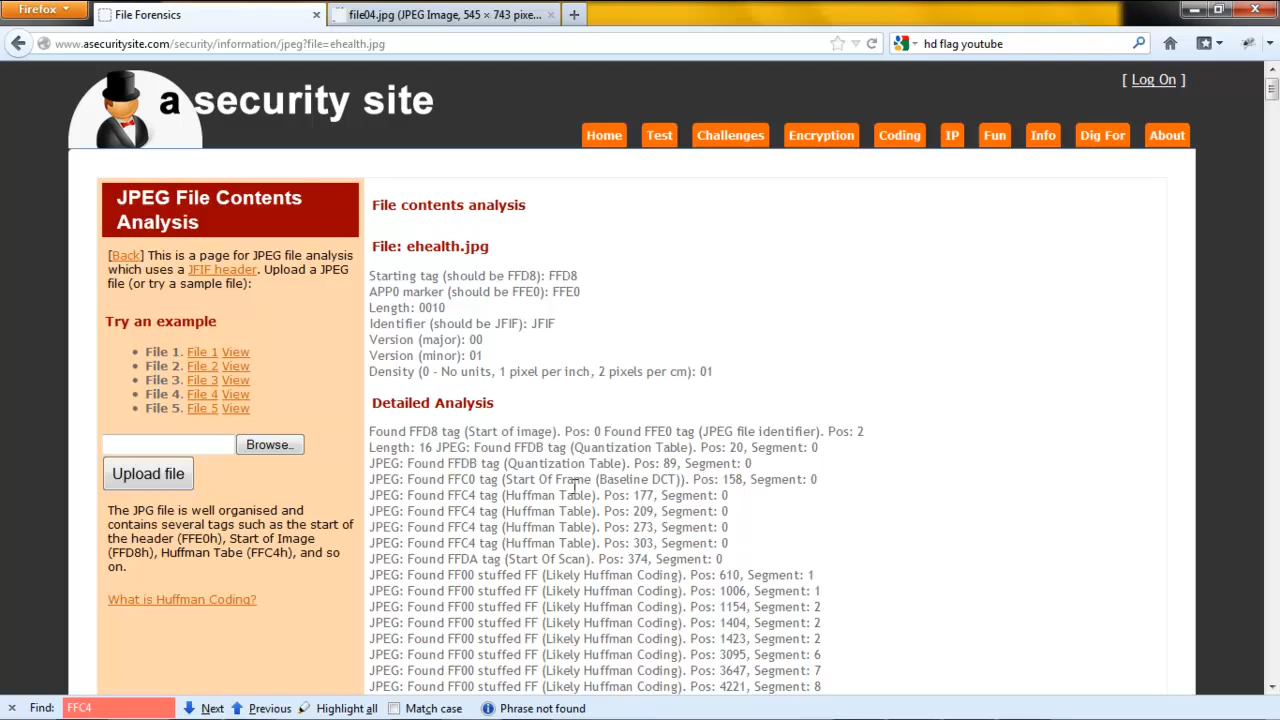 Firefox
File Forensics
file04.jpg (JPEG Image, 545 × 743 pixe...
www.asecuritysite.com/security/information/jpeg?file=ehealth.jpg
hd flag youtube
a security site
[ Log On ]
Home Test Challenges Encryption Coding IP Fun Info Dig For About
JPEG File Contents
Analysis
[Back] This is a page for JPEG file analysis
which uses a JFIF header. Upload a JPEG
file (or try a sample file):
Try an example
• File 1. File 1 View
• File 2. File 2 View
• File 3. File 3 View
• File 4. File 4 View
• File 5. File 5 View
Browse..
Upload file
The JPG file is well organised and
contains several tags such as the start of
the header (FFE0h), Start of Image
(FFD8h), Huffman Tabe (FFC4h), and so
on.
What is Huffman Coding?
File contents analysis
File: ehealth.jpg
Starting tag (should be FFD8): FFD8
APP0 marker (should be FFE0): FFE0
Length: 0010
Identifier (should be JFIF): JFIF
Version (major): 00
Version (minor): 01
Density (0 - No units, 1 pixel per inch, 2 pixels per cm): 01
Detailed Analysis
Found FFD8 tag (Start of image). Pos: 0 Found FFE0 tag (JPEG file identifier). Pos: 2
Length: 16 JPEG: Found FFDB tag (Quantization Table). Pos: 20, Segment: 0
JPEG: Found FFDB tag (Quantization Table). Pos: 89, Segment: 0
JPEG: Found FFC0 tag (Start Of Frame (Baseline DCT)). Pos: 158, Segment: 0
JPEG: Found FFC4 tag (Huffman Table). Pos: 177, Segment: 0
JPEG: Found FFC4 tag (Huffman Table). Pos: 209, Segment: 0
JPEG: Found FFC4 tag (Huffman Table). Pos: 273, Segment: 0
JPEG: Found FFC4 tag (Huffman Table). Pos: 303, Segment: 0
JPEG: Found FFDA tag (Start Of Scan). Pos: 374, Segment: 0
JPEG: Found FF00 stuffed FF (Likely Huffman Coding). Pos: 610, Segment: 1
JPEG: Found FF00 stuffed FF (Likely Huffman Coding). Pos: 1006, Segment: 1
JPEG: Found FF00 stuffed FF (Likely Huffman Coding). Pos: 1154, Segment: 2
JPEG: Found FF00 stuffed FF (Likely Huffman Coding). Pos: 1404, Segment: 2
JPEG: Found FF00 stuffed FF (Likely Huffman Coding). Pos: 1423, Segment: 2
JPEG: Found FF00 stuffed FF (Likely Huffman Coding). Pos: 3095, Segment: 6
JPEG: Found FF00 stuffed FF (Likely Huffman Coding). Pos: 3647, Segment: 7
JPEG: Found FF00 stuffed FF (Likely Huffman Coding). Pos: 4221, Segment: 8
Find: FFC4 Next Previous Highlight all Match case Phrase not found